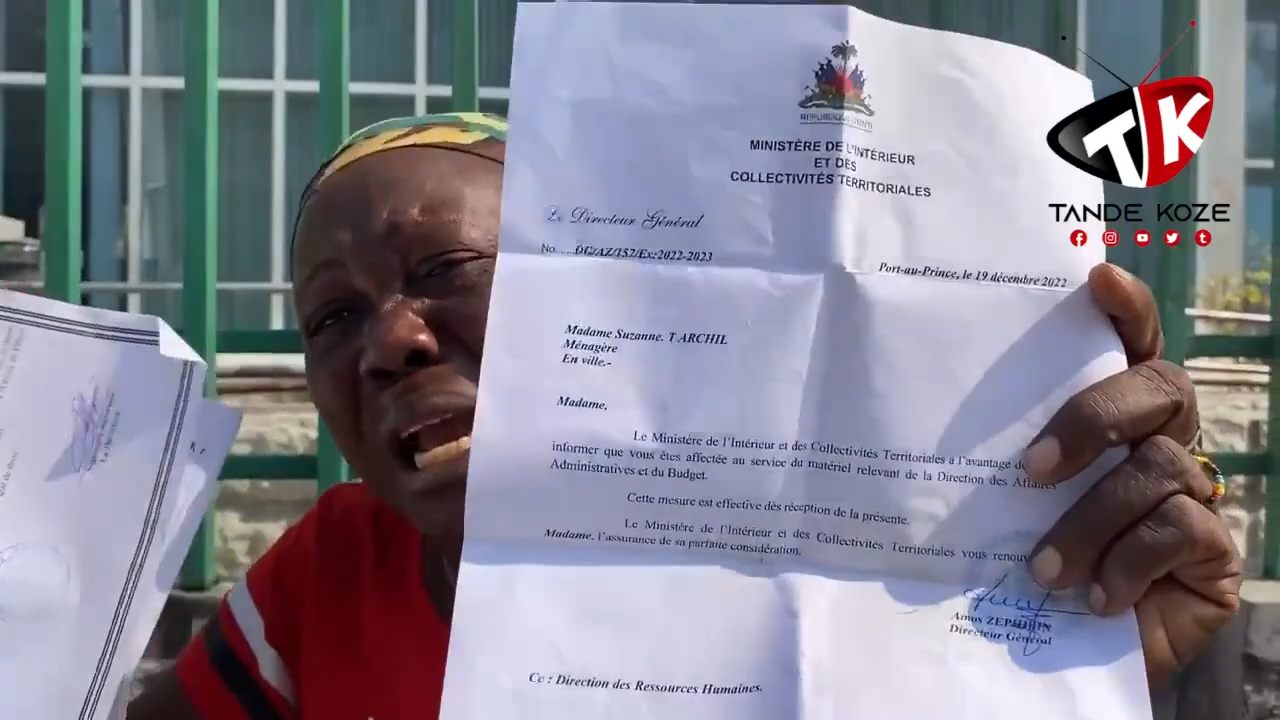 RÉPUBLIQUE
MINISTÈRE DE L'INTÉRIEUR
ET DES
COLLECTIVITÉS TERRITORIALES
Le Directeur Général
No .....DG/AZ/157/Ex:2022-2023
Port-au-Prince, le 19 décembre 2022
Madame Suzanne. T ARCHIL
Ménagère
En ville.-
Madame,
Le Ministère de l'Intérieur et des Collectivités Territoriales a l'avantage de
informer que vous êtes affectée au service du matériel relevant de la Direction des Affaires
Administratives et du Budget.
Cette mesure est effective dès réception de la présente.
Le Ministère de l'Intérieur et des Collectivités Territoriales vous renouv
Madame, l'assurance de sa parfaite considération.
Amos ZEPHIRIN
Directeur Général
Cc : Direction des Ressources Humaines.
TK
TANDE KOZE